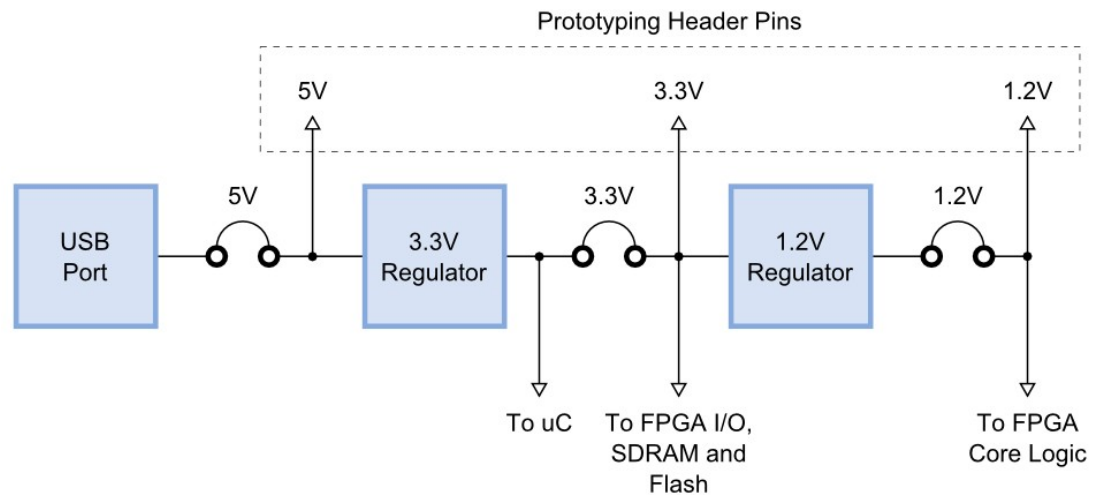 Prototyping Header Pins
5V
3.3V
1.2V
5V
3.3V
1.2V
USB
Port
3.3V
Regulator
1.2V
Regulator
To uC
To FPGA I/O,
SDRAM and
Flash
To FPGA
Core Logic